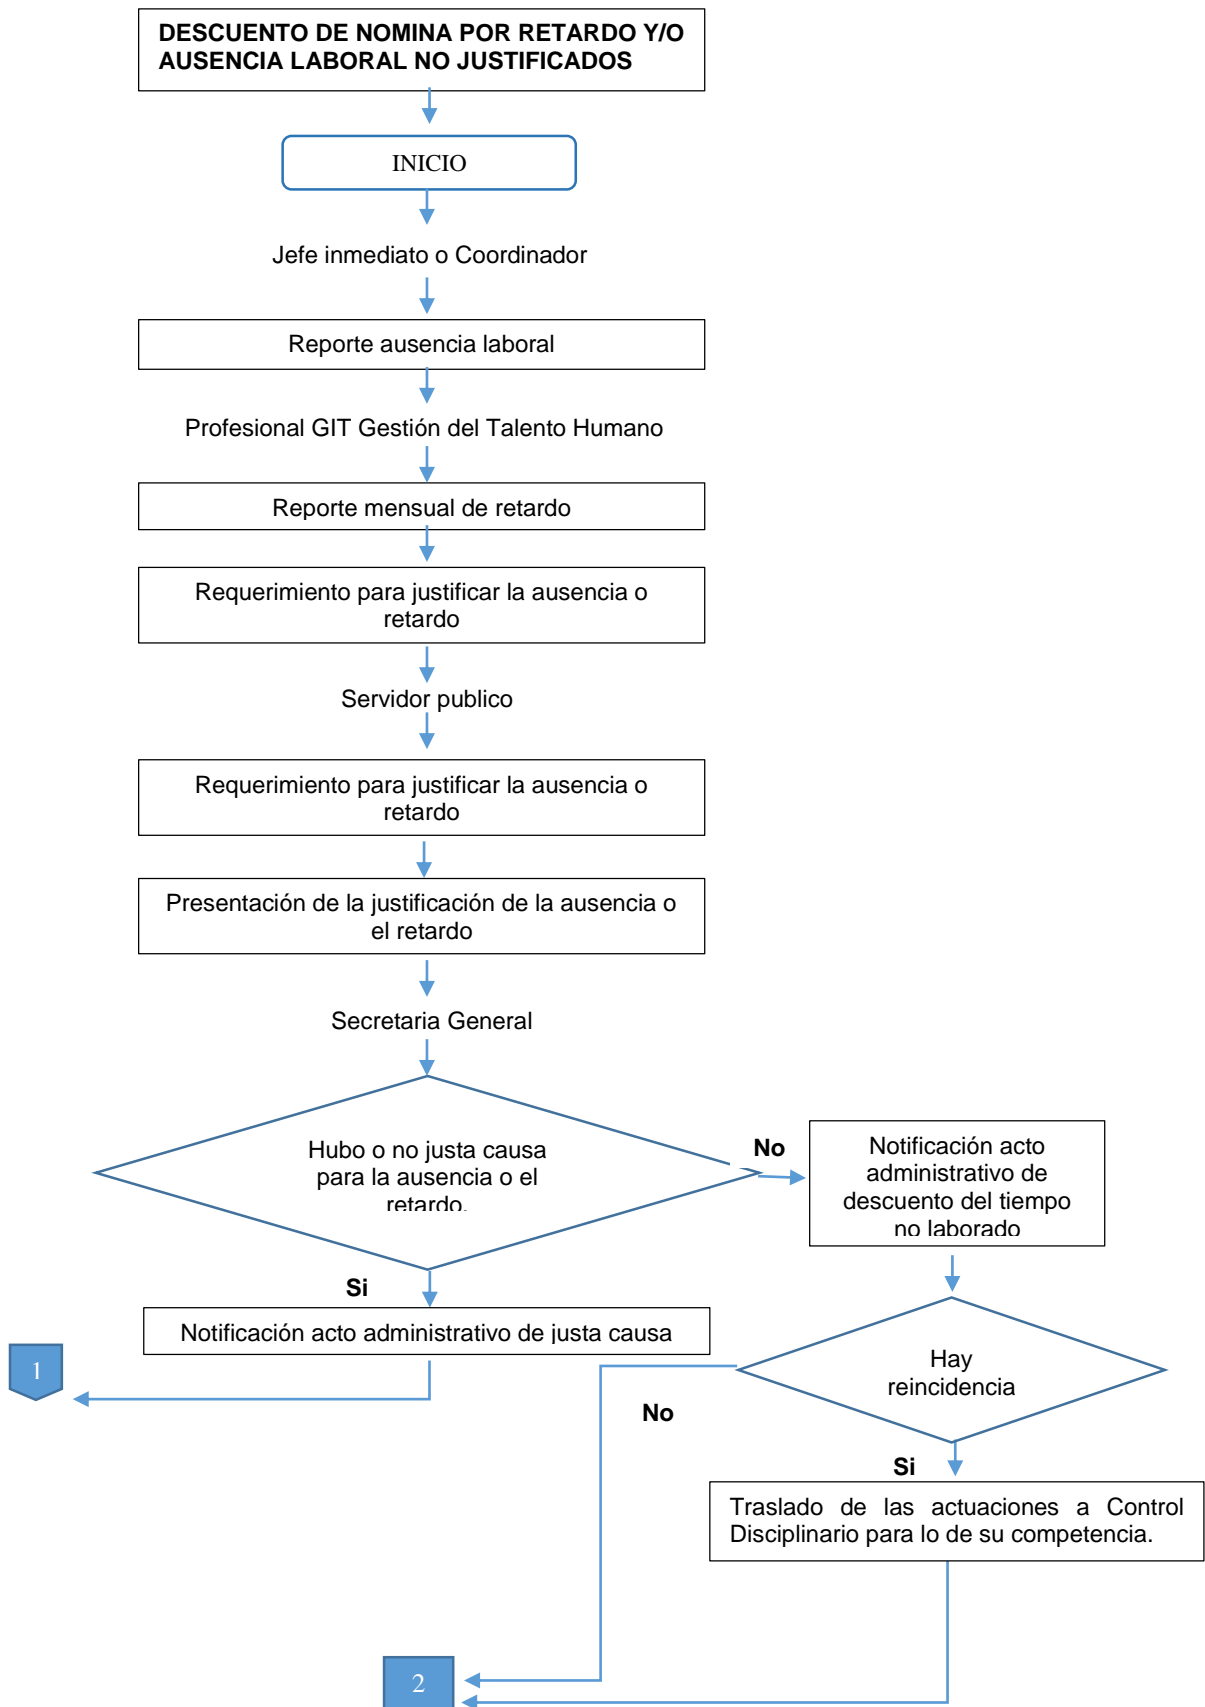 DESCUENTO DE NOMINA POR RETARDO Y/O
AUSENCIA LABORAL NO JUSTIFICADOS
INICIO
Jefe inmediato o Coordinador
Reporte ausencia laboral
Profesional GIT Gestión del Talento Humano
Reporte mensual de retardo
Requerimiento para justificar la ausencia o
retardo
Servidor publico
Requerimiento para justificar la ausencia o
retardo
Presentación de la justificación de la ausencia o
el retardo
Secretaria General
Hubo o no justa causa
para la ausencia o el
retardo.
No
Notificación acto
administrativo de
descuento del tiempo
no laborado
Si
Notificación acto administrativo de justa causa
1
Hay
reincidencia
No
Si
Traslado de las actuaciones a Control
Disciplinario para lo de su competencia.
2